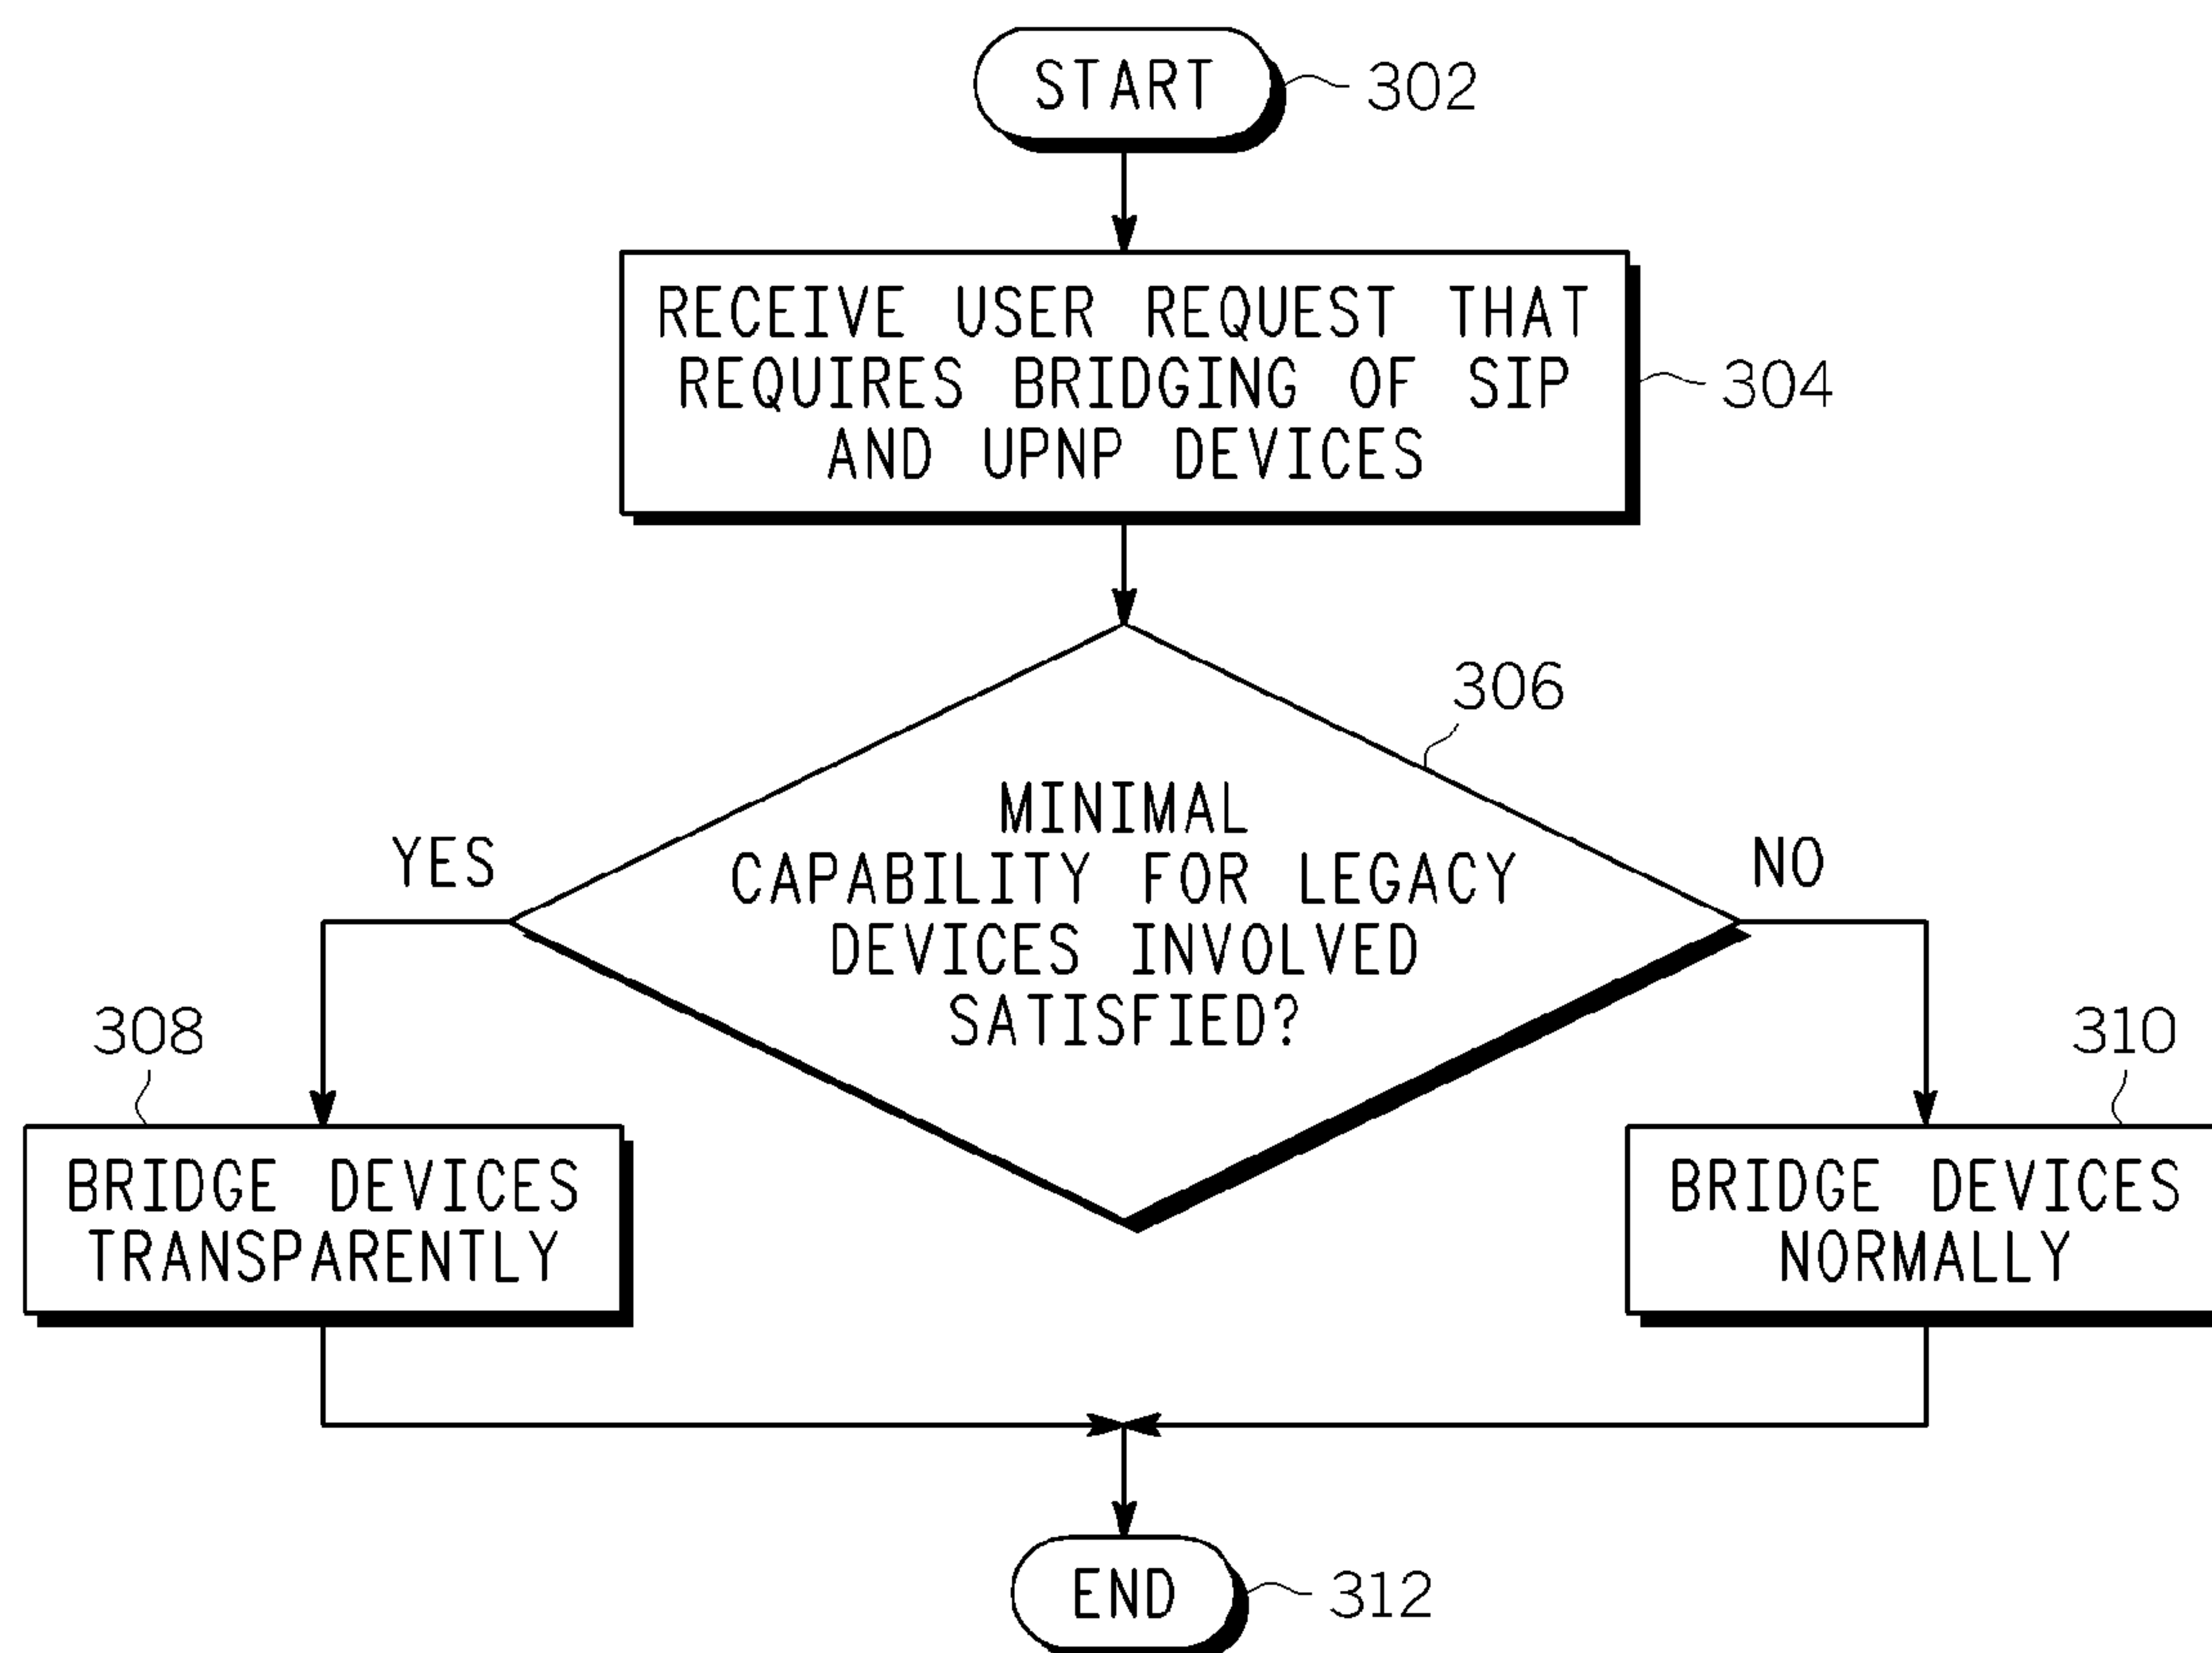 START
302
RECEIVE USER REQUEST THAT
REQUIRES BRIDGING OF SIP
AND UPNP DEVICES
304
306
MINIMAL
CAPABILITY FOR LEGACY
DEVICES INVOLVED
SATISFIED?
YES
NO
308
310
BRIDGE DEVICES
TRANSPARENTLY
BRIDGE DEVICES
NORMALLY
END
312